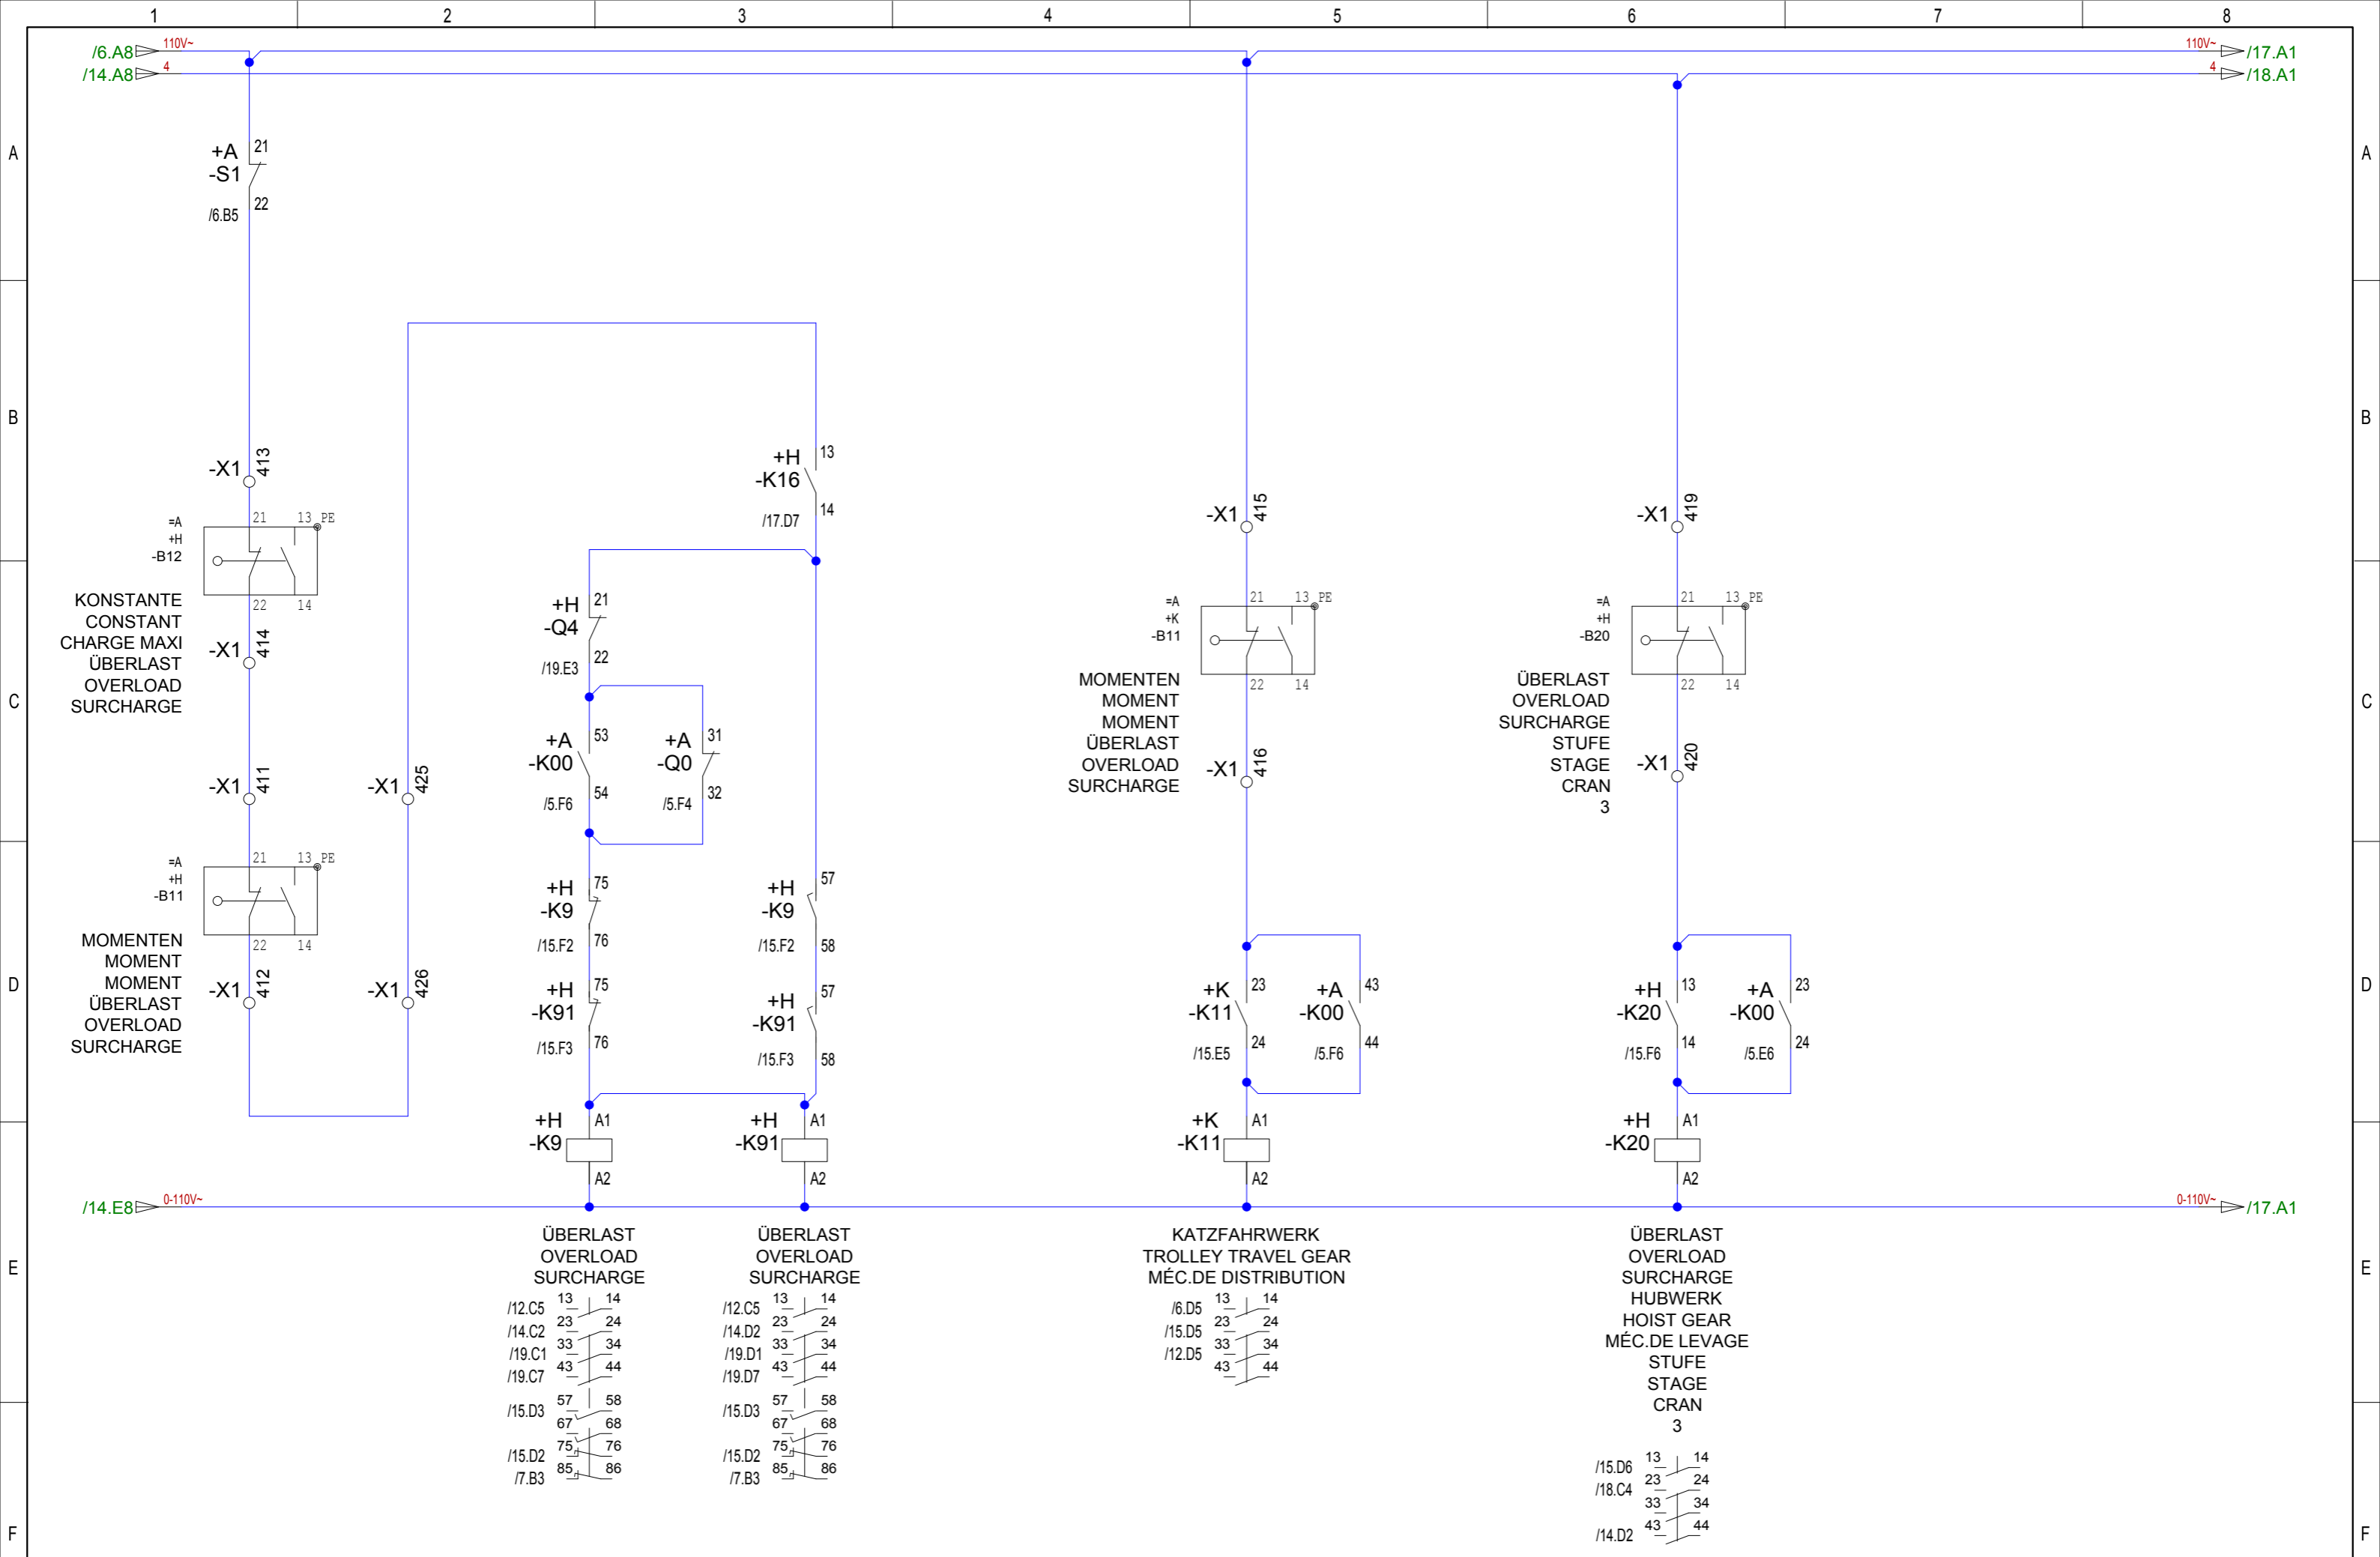 1 2 3 4 5 6 7 8
/6.A8 110V~ 110V~ /17.A1
/14.A8 4 4 /18.A1
A A
+A 21
-S1
22
/6.B5
B B
-X1 413
=A 21 13 PE
+H
-B12
22 14
KONSTANTE
CONSTANT
CHARGE MAXI
ÜBERLAST
OVERLOAD
SURCHARGE
-X1 414
-X1 411
=A 21 13 PE
+H
-B11
22 14
MOMENTEN
MOMENT
MOMENT
ÜBERLAST
OVERLOAD
SURCHARGE
-X1 412
-X1 425
-X1 426
+H 13
-K16
14
/17.D7
+H 21
-Q4
22
/19.E3
+A 53
-K00
54
/5.F6
+A 31
-Q0
32
/5.F4
+H 75
-K9
/15.F2 76
+H 75
-K91
/15.F3 76
+H 57
-K9
/15.F2 58
+H 57
-K91
/15.F3 58
+H A1
-K9
A2
+H A1
-K91
A2
-X1 415
=A 21 13 PE
+K
-B11
22 14
MOMENTEN
MOMENT
MOMENT
ÜBERLAST
OVERLOAD
SURCHARGE
-X1 416
+K 23
-K11
/15.E5 24
+A 43
-K00
/5.F6 44
+K A1
-K11
A2
-X1 419
=A 21 13 PE
+H
-B20
22 14
ÜBERLAST
OVERLOAD
SURCHARGE
STUFE
STAGE
CRAN
3
-X1 420
+H 13
-K20
/15.F6 14
+A 23
-K00
/5.E6 24
+H A1
-K20
A2
C C
D D
/14.E8 0-110V~ 0-110V~ /17.A1
E E
ÜBERLAST
OVERLOAD
SURCHARGE
/12.C5 13 14
/14.C2 23 24
/19.C1 33 34
/19.C7 43 44
/15.D3 57 58
67 68
/15.D2 75 76
/7.B3 85 86
ÜBERLAST
OVERLOAD
SURCHARGE
/12.C5 13 14
/14.D2 23 24
/19.D1 33 34
/19.D7 43 44
/15.D3 57 58
67 68
/15.D2 75 76
/7.B3 85 86
KATZFAHRWERK
TROLLEY TRAVEL GEAR
MÉC.DE DISTRIBUTION
/6.D5 13 14
/15.D5 23 24
/12.D5 33 34
43 44
ÜBERLAST
OVERLOAD
SURCHARGE
HUBWERK
HOIST GEAR
MÉC.DE LEVAGE
STUFE
STAGE
CRAN
3
/15.D6 13 14
/18.C4 23 24
33 34
/14.D2 43 44
F F